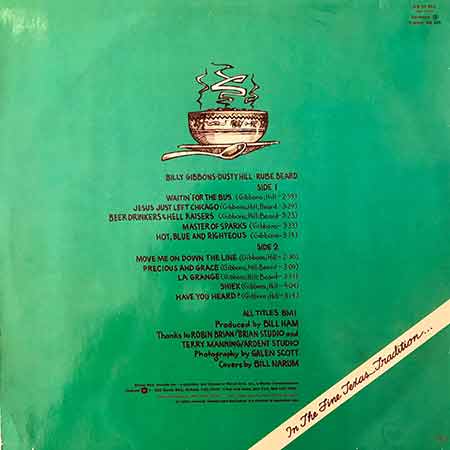 BILLY GIBBONS-DUSTY HILL-RUBE BEARD
SIDE 1
WAITIN' FOR THE BUS (Gibbons, Hill-2:59)
JESUS JUST LEFT CHICAGO (Gibbons, Hill, Beard-3:29)
BEER DRINKERS & HELL RAISERS (Gibbons, Hill, Beard-3:23)
MASTER OF SPARKS (Gibbons-3:33)
HOT, BLUE AND RIGHTEOUS (Gibbons-3:14)
SIDE 2
MOVE ME ON DOWN THE LINE (Gibbons, Hill-2:30)
PRECIOUS AND GRACE (Gibbons, Hill, Beard-3:09)
LA GRANGE (Gibbons, Hill, Beard-3:51)
SHIEK (Gibbons, Hill-4:04)
HAVE YOU HEARD? (Gibbons, Hill-3:14)
ALL TITLES BMI
Produced by BILL HAM
Thanks to ROBIN BRIAN/BRIAN STUDIO and
TERRY MANNING/ARDENT STUDIO
Photography by GALEN SCOTT
Covers by BILL NARUM
In The Fine Texas Tradition...